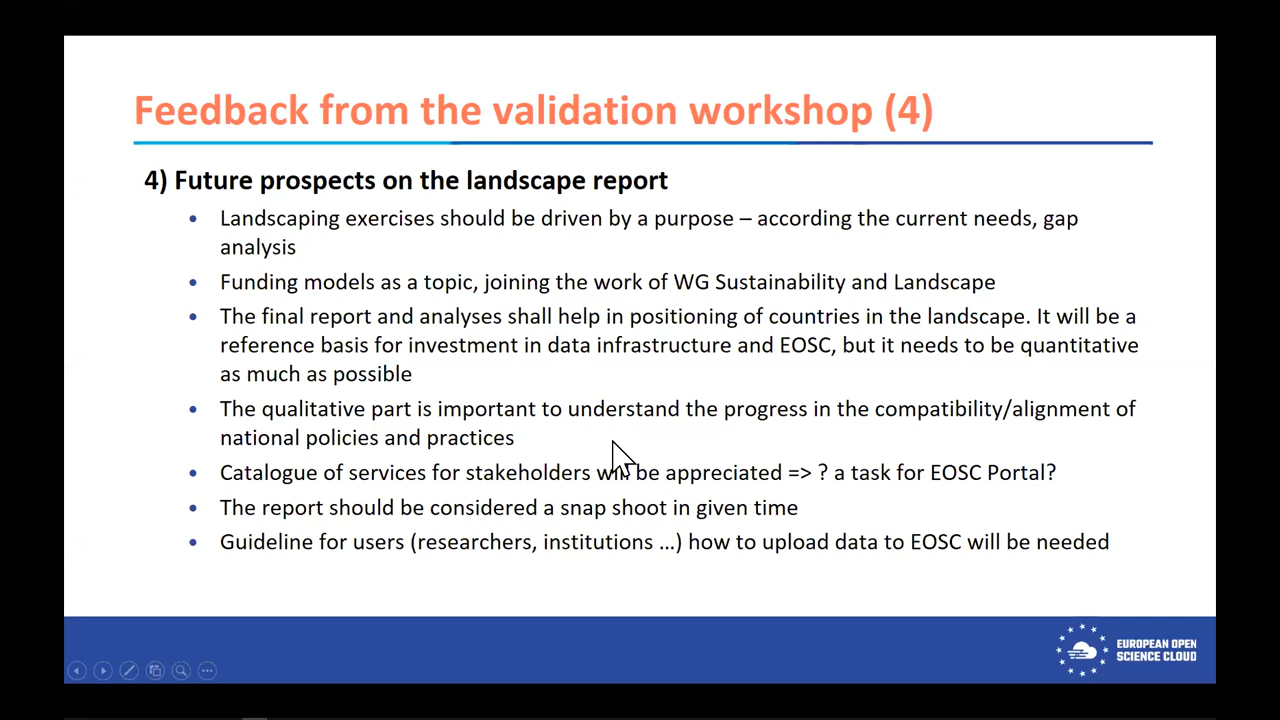 Feedback from the validation workshop (4)
4) Future prospects on the landscape report
• Landscaping exercises should be driven by a purpose – according the current needs, gap
analysis
• Funding models as a topic, joining the work of WG Sustainability and Landscape
• The final report and analyses shall help in positioning of countries in the landscape. It will be a
reference basis for investment in data infrastructure and EOSC, but it needs to be quantitative
as much as possible
• The qualitative part is important to understand the progress in the compatibility/alignment of
national policies and practices
• Catalogue of services for stakeholders will be appreciated => ? a task for EOSC Portal?
• The report should be considered a snap shoot in given time
• Guideline for users (researchers, institutions ...) how to upload data to EOSC will be needed
EUROPEAN OPEN
SCIENCE CLOUD